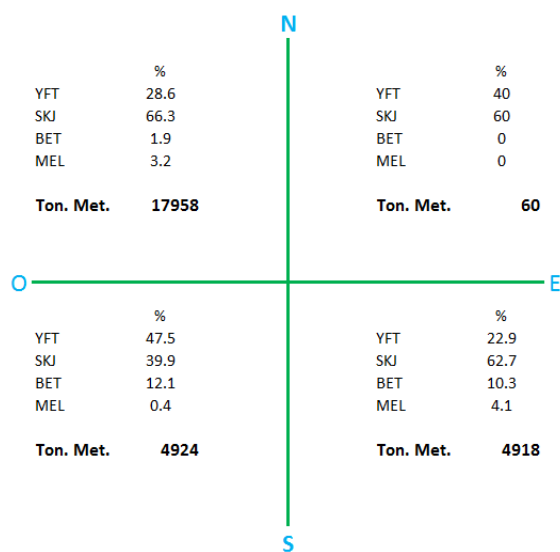 N
%
YFT 28.6
SKJ 66.3
BET 1.9
MEL 3.2
Ton. Met. 17958
%
YFT 40
SKJ 60
BET 0
MEL 0
Ton. Met. 60
O E
%
YFT 47.5
SKJ 39.9
BET 12.1
MEL 0.4
Ton. Met. 4924
%
YFT 22.9
SKJ 62.7
BET 10.3
MEL 4.1
Ton. Met. 4918
S